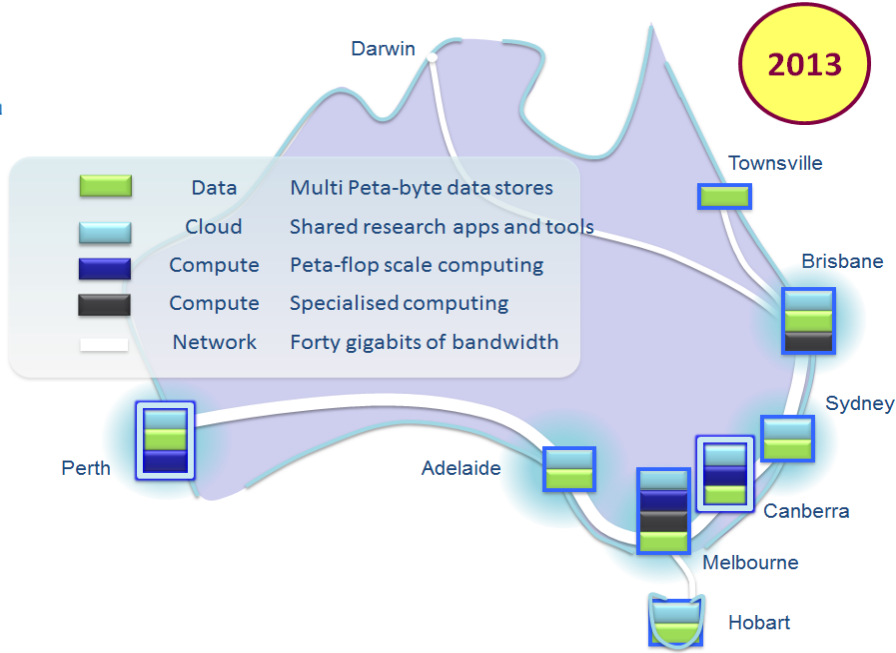 Darwin
2013
Townsville
Data Multi Peta-byte data stores
Cloud Shared research apps and tools
Compute Peta-flop scale computing
Compute Specialised computing
Network Forty gigabits of bandwidth
Brisbane
Sydney
Perth
Adelaide
Canberra
Melbourne
Hobart